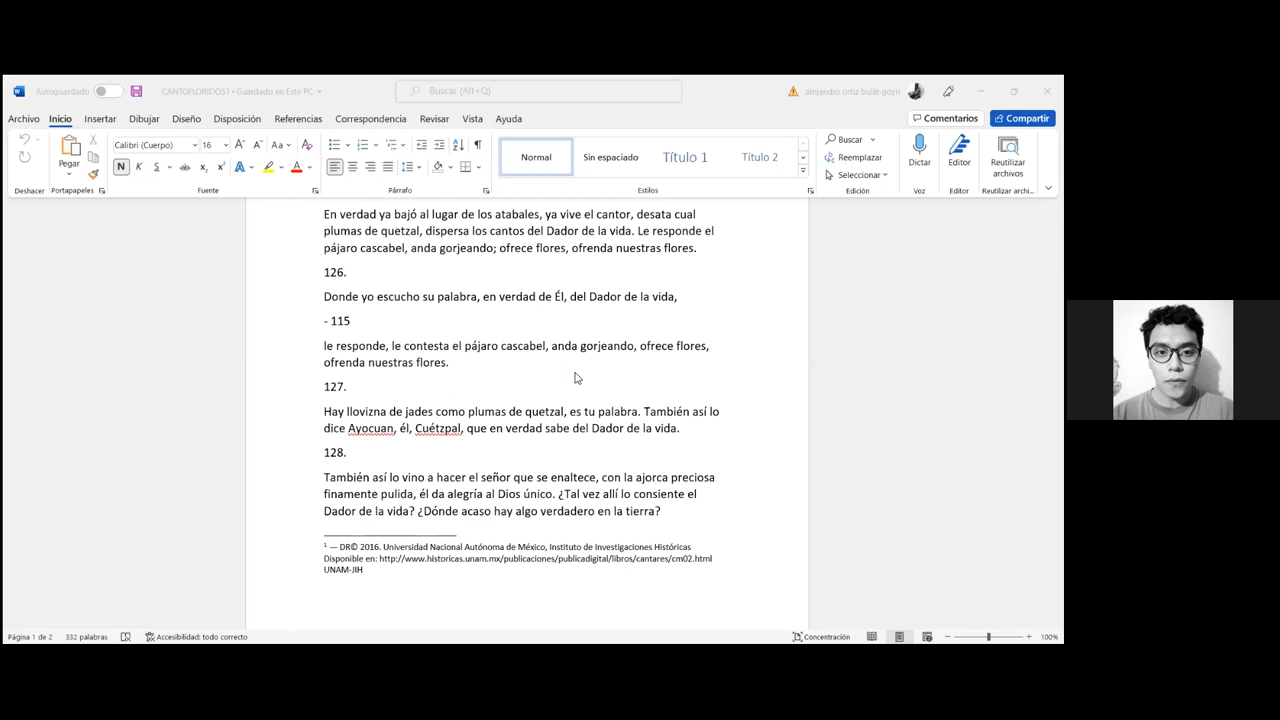 Autoguardado
CANTOFLORIDOS1 • Guardado en Este PC
Buscar (Alt+Q)
alejandro ortiz bullé goyri
Archivo Inicio Insertar Dibujar Diseño Disposición Referencias Correspondencia Revisar Vista Ayuda
Comentarios Compartir
Pegar
Calibri (Cuerpo) 16
N K S
Normal Sin espaciado Título 1 Título 2
Buscar
Reemplazar
Seleccionar
Dictar Editor Reutilizar archivos
Deshacer Portapapeles Fuente Párrafo Estilos Edición Voz Editor Reutilizar archi...
En verdad ya bajó al lugar de los atabales, ya vive el cantor, desata cual
plumas de quetzal, dispersa los cantos del Dador de la vida. Le responde el
pájaro cascabel, anda gorjeando; ofrece flores, ofrenda nuestras flores.
126.
Donde yo escucho su palabra, en verdad de Él, del Dador de la vida,
- 115
le responde, le contesta el pájaro cascabel, anda gorjeando, ofrece flores,
ofrenda nuestras flores.
127.
Hay llovizna de jades como plumas de quetzal, es tu palabra. También así lo
dice Ayocuan, él, Cuétzpal, que en verdad sabe del Dador de la vida.
128.
También así lo vino a hacer el señor que se enaltece, con la ajorca preciosa
finamente pulida, él da alegría al Dios único. ¿Tal vez allí lo consiente el
Dador de la vida? ¿Dónde acaso hay algo verdadero en la tierra?
1 — DR© 2016. Universidad Nacional Autónoma de México, Instituto de Investigaciones Históricas
Disponible en: http://www.historicas.unam.mx/publicaciones/publicadigital/libros/cantares/cm02.html
UNAM-JIH
Página 1 de 2 332 palabras Accesibilidad: todo correcto Concentración 100%